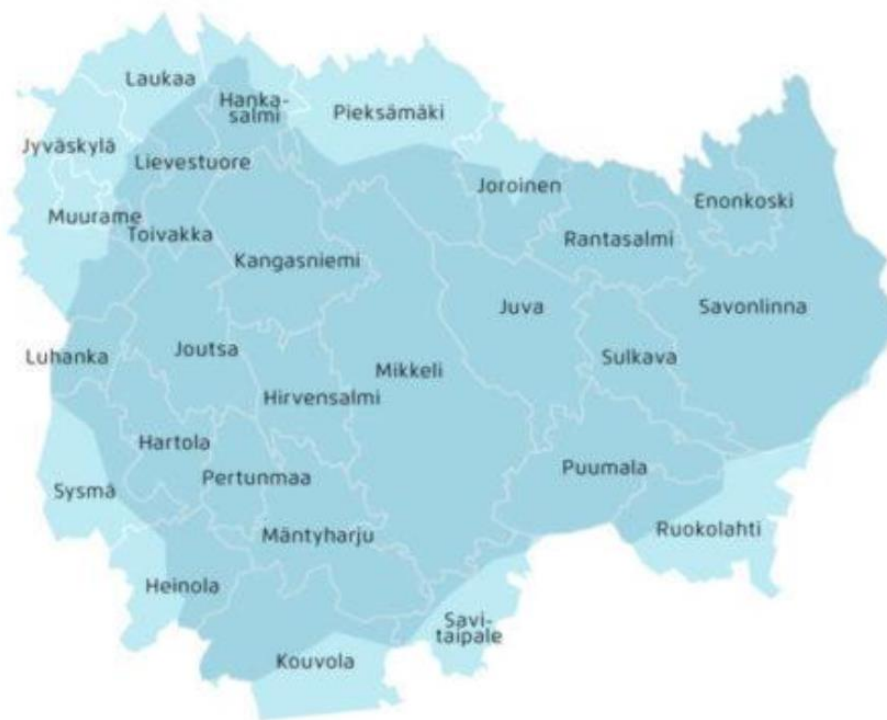 Laukaa
Hanka-
salmi
Pieksämäki
Jyväskylä
Lievestuore
Joroinen
Enonkoski
Muurame
Toivakka
Rantasalmi
Kangasniemi
Juva
Savonlinna
Luhanka
Joutsa
Mikkeli
Sulkava
Hirvensalmi
Hartola
Pertunmaa
Puumala
Sysmä
Mäntyharju
Ruokolahti
Heinola
Savi-
taipale
Kouvola